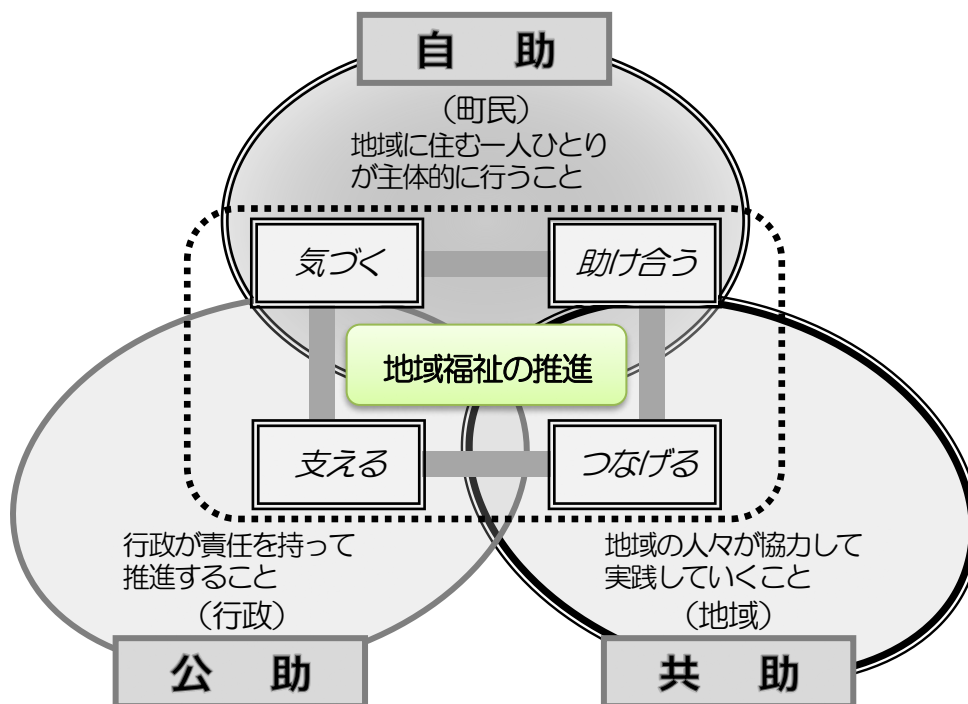 自　助
（町民）
地域に住む一人ひとり
が主体的に行うこと
気づく
助け合う
地域福祉の推進
支える
つなげる
行政が責任を持って
推進すること
（行政）
公　助
地域の人々が協力して
実践していくこと
（地域）
共　助